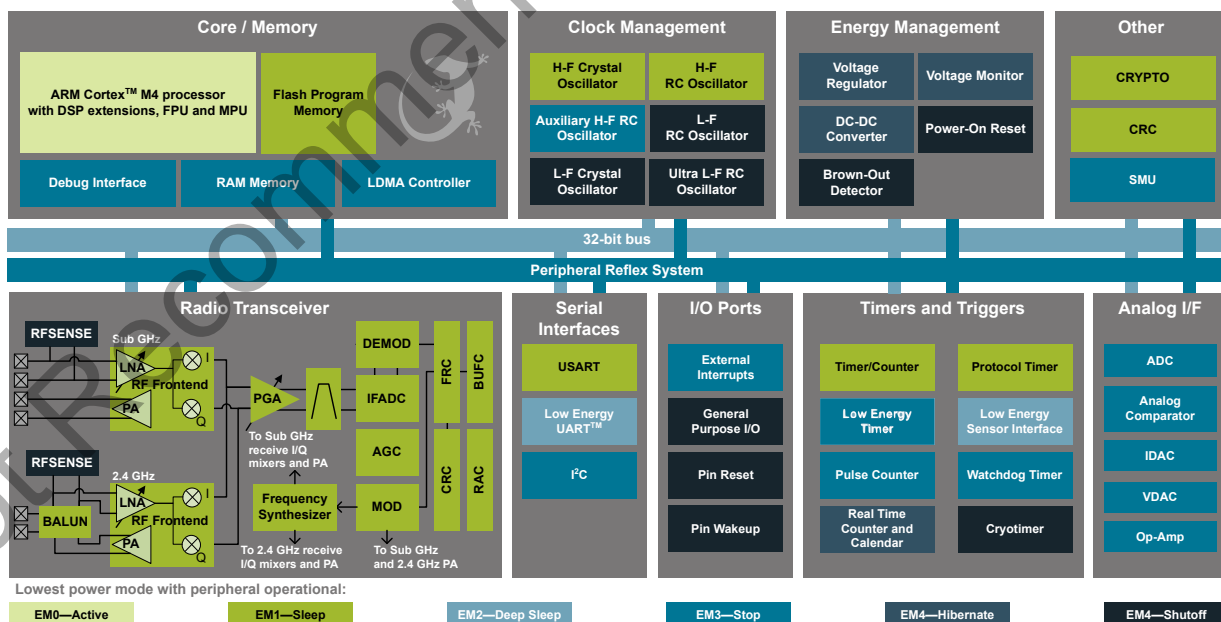 Core / Memory
ARM Cortex™ M4 processor
with DSP extensions, FPU and MPU
Flash Program
Memory
Debug Interface
RAM Memory
LDMA Controller
Clock Management
H-F Crystal
Oscillator
H-F
RC Oscillator
Auxiliary H-F RC
Oscillator
L-F
RC Oscillator
L-F Crystal
Oscillator
Ultra L-F RC
Oscillator
Energy Management
Voltage
Regulator
Voltage Monitor
DC-DC
Converter
Power-On Reset
Brown-Out
Detector
Other
CRYPTO
CRC
SMU
32-bit bus
Peripheral Reflex System
Radio Transceiver
RFSENSE
Sub GHz
LNA
RF Frontend
PA
I
Q
RFSENSE
2.4 GHz
LNA
RF Frontend
PA
BALUN
I
Q
PGA
To Sub GHz
receive I/Q
mixers and PA
Frequency
Synthesizer
To 2.4 GHz receive
I/Q mixers and PA
DEMOD
IFADC
AGC
MOD
To Sub GHz
and 2.4 GHz PA
FRC
BUFC
CRC
RAC
Serial
Interfaces
USART
Low Energy
UART™
I²C
I/O Ports
External
Interrupts
General
Purpose I/O
Pin Reset
Pin Wakeup
Timers and Triggers
Timer/Counter
Protocol Timer
Low Energy
Timer
Low Energy
Sensor Interface
Pulse Counter
Watchdog Timer
Real Time
Counter and
Calendar
Cryotimer
Analog I/F
ADC
Analog
Comparator
IDAC
VDAC
Op-Amp
Lowest power mode with peripheral operational:
EM0—Active
EM1—Sleep
EM2—Deep Sleep
EM3—Stop
EM4—Hibernate
EM4—Shutoff